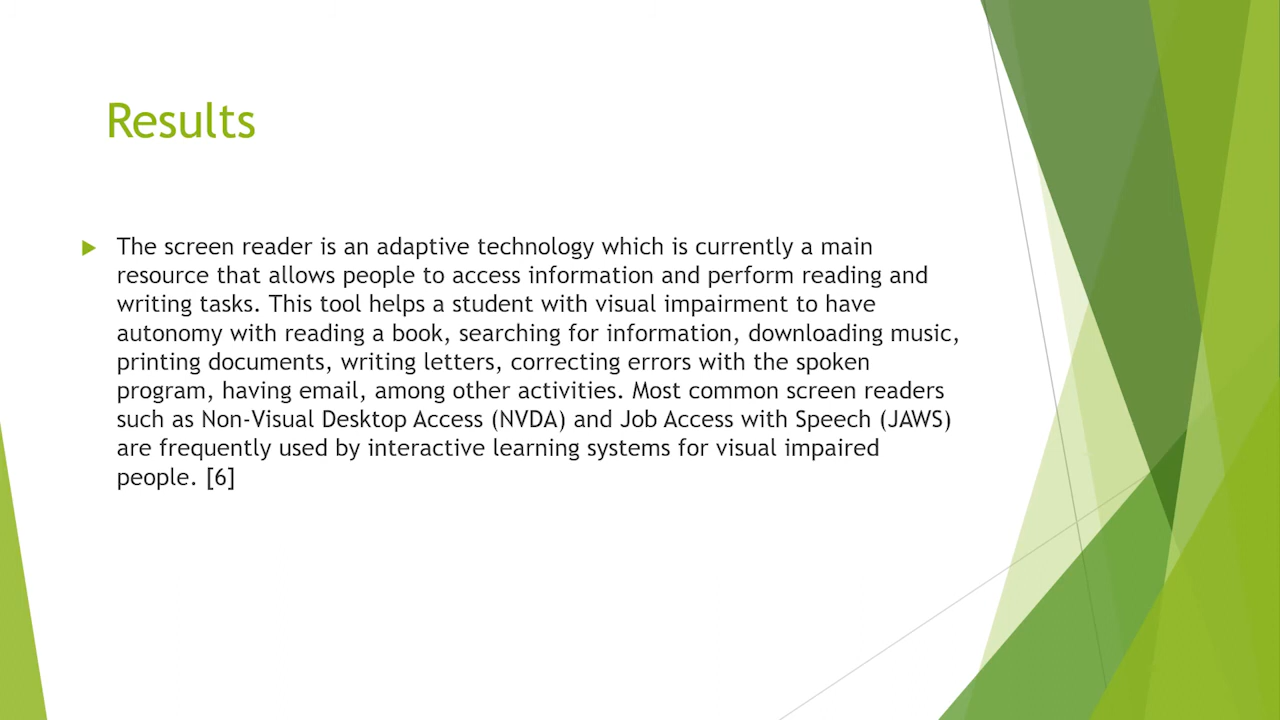 Results
The screen reader is an adaptive technology which is currently a main
resource that allows people to access information and perform reading and
writing tasks. This tool helps a student with visual impairment to have
autonomy with reading a book, searching for information, downloading music,
printing documents, writing letters, correcting errors with the spoken
program, having email, among other activities. Most common screen readers
such as Non-Visual Desktop Access (NVDA) and Job Access with Speech (JAWS)
are frequently used by interactive learning systems for visual impaired
people. [6]